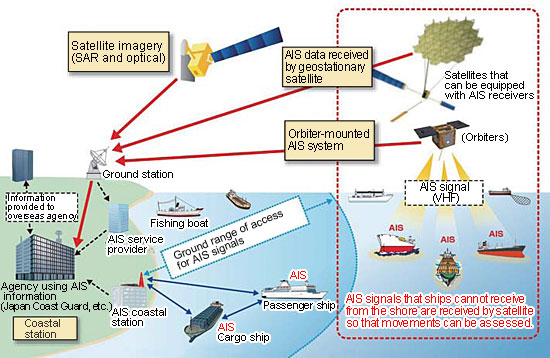 Satellite imagery
(SAR and optical)
AIS data received
by geostationary
satellite
Satellites that
can be equipped
with AIS receivers
Orbiter-mounted
AIS system
(Orbiters)
Ground station
AIS signal
(VHF)
Information
provided to
overseas agency
Fishing boat
AIS service
provider
Ground range of access
for AIS signals
AIS
AIS
AIS
Agency using AIS
information
(Japan Coast Guard, etc.)
AIS
Passenger ship
AIS signals that ships cannot receive
from the shore are received by satellite
so that movements can be assessed.
AIS coastal
station
Coastal
station
AIS
Cargo ship